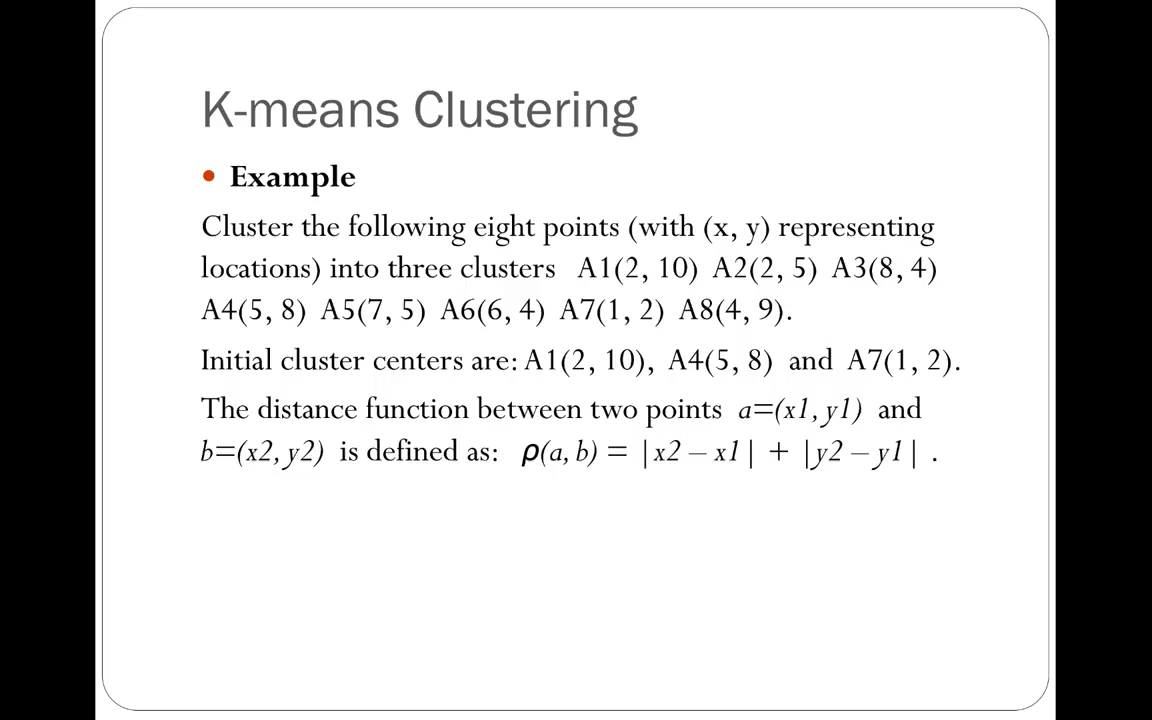 K-means Clustering
• Example
Cluster the following eight points (with (x, y) representing
locations) into three clusters A1(2, 10) A2(2, 5) A3(8, 4)
A4(5, 8) A5(7, 5) A6(6, 4) A7(1, 2) A8(4, 9).
Initial cluster centers are: A1(2, 10), A4(5, 8) and A7(1, 2).
The distance function between two points a=(x1, y1) and
b=(x2, y2) is defined as: ρ(a, b) = |x2 – x1| + |y2 – y1| .